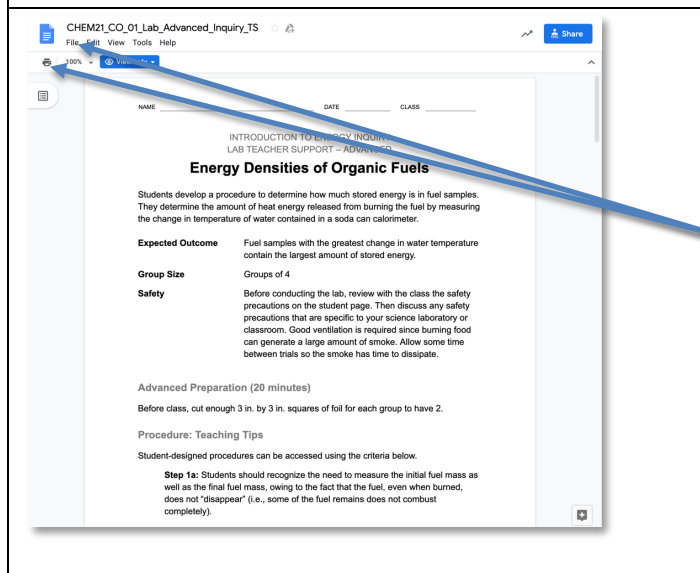 CHEM21_CO_01_Lab_Advanced_Inquiry_TS
File Edit View Tools Help
Share
100%
NAME DATE CLASS
INTRODUCTION TO ENERGY INQUIRY
LAB TEACHER SUPPORT – ADVANCED
Energy Densities of Organic Fuels
Students develop a procedure to determine how much stored energy is in fuel samples.
They determine the amount of heat energy released from burning the fuel by measuring
the change in temperature of water contained in a soda can calorimeter.
Expected Outcome Fuel samples with the greatest change in water temperature
contain the largest amount of stored energy.
Group Size Groups of 4
Safety Before conducting the lab, review with the class the safety
precautions on the student page. Then discuss any safety
precautions that are specific to your science laboratory or
classroom. Good ventilation is required since burning food
can generate a large amount of smoke. Allow some time
between trials so the smoke has time to dissipate.
Advanced Preparation (20 minutes)
Before class, cut enough 3 in. by 3 in. squares of foil for each group to have 2.
Procedure: Teaching Tips
Student-designed procedures can be accessed using the criteria below.
Step 1a: Students should recognize the need to measure the initial fuel mass as
well as the final fuel mass, owing to the fact that the fuel, even when burned,
does not "disappear" (i.e., some of the fuel remains does not combust
completely).